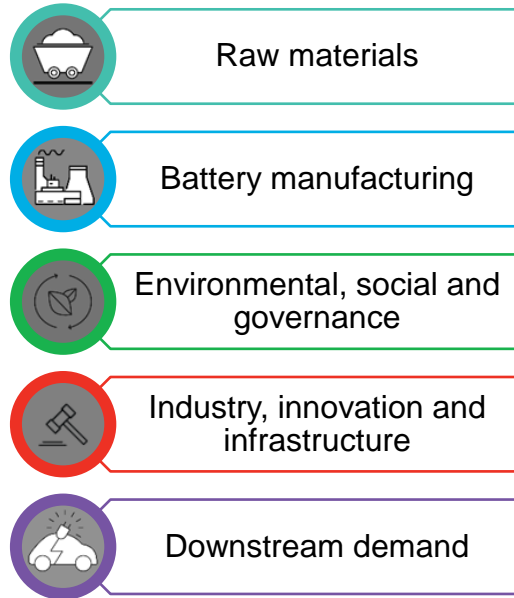 Raw materials
Battery manufacturing
Environmental, social and
governance
Industry, innovation and
infrastructure
Downstream demand